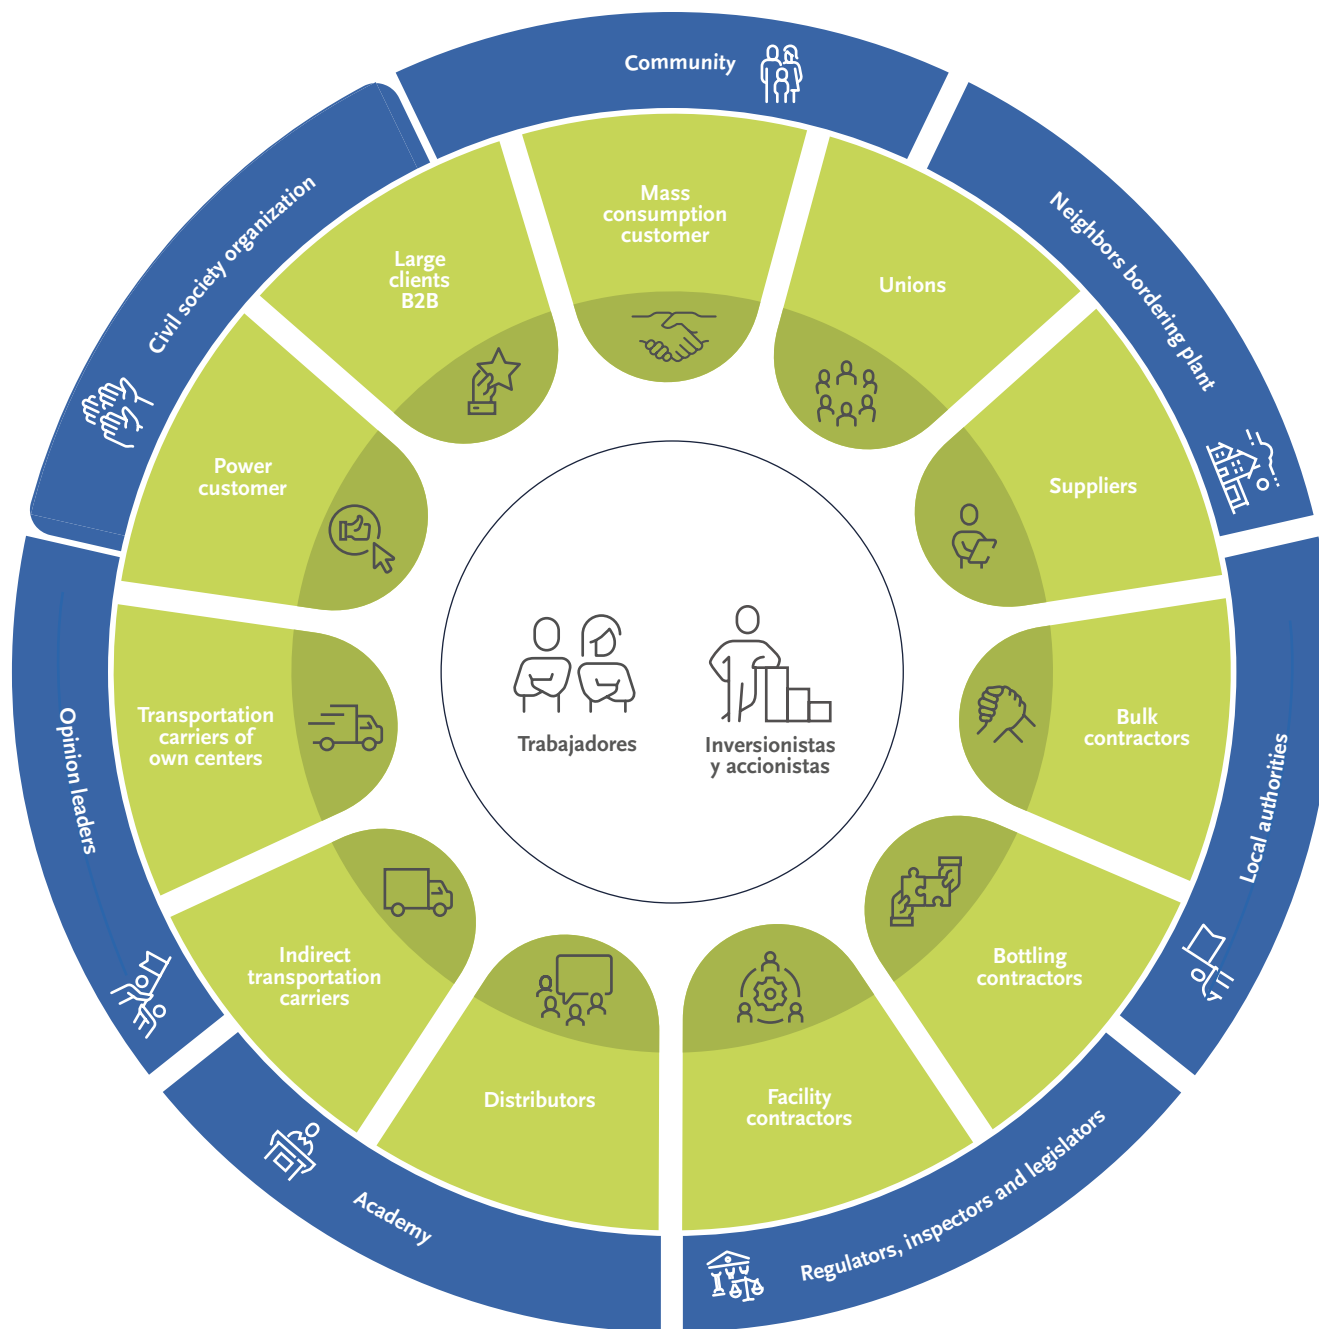 Community
Neighbors bordering plant
Local authorities
Regulators, inspectors and legislators
Academy
Opinion leaders
Civil society organization
Mass
consumption
customer
Unions
Suppliers
Bulk
contractors
Bottling
contractors
Facility
contractors
Distributors
Indirect
transportation
carriers
Transportation
carriers of
own centers
Power
customer
Large
clients
B2B
Trabajadores
Inversionistas
y accionistas